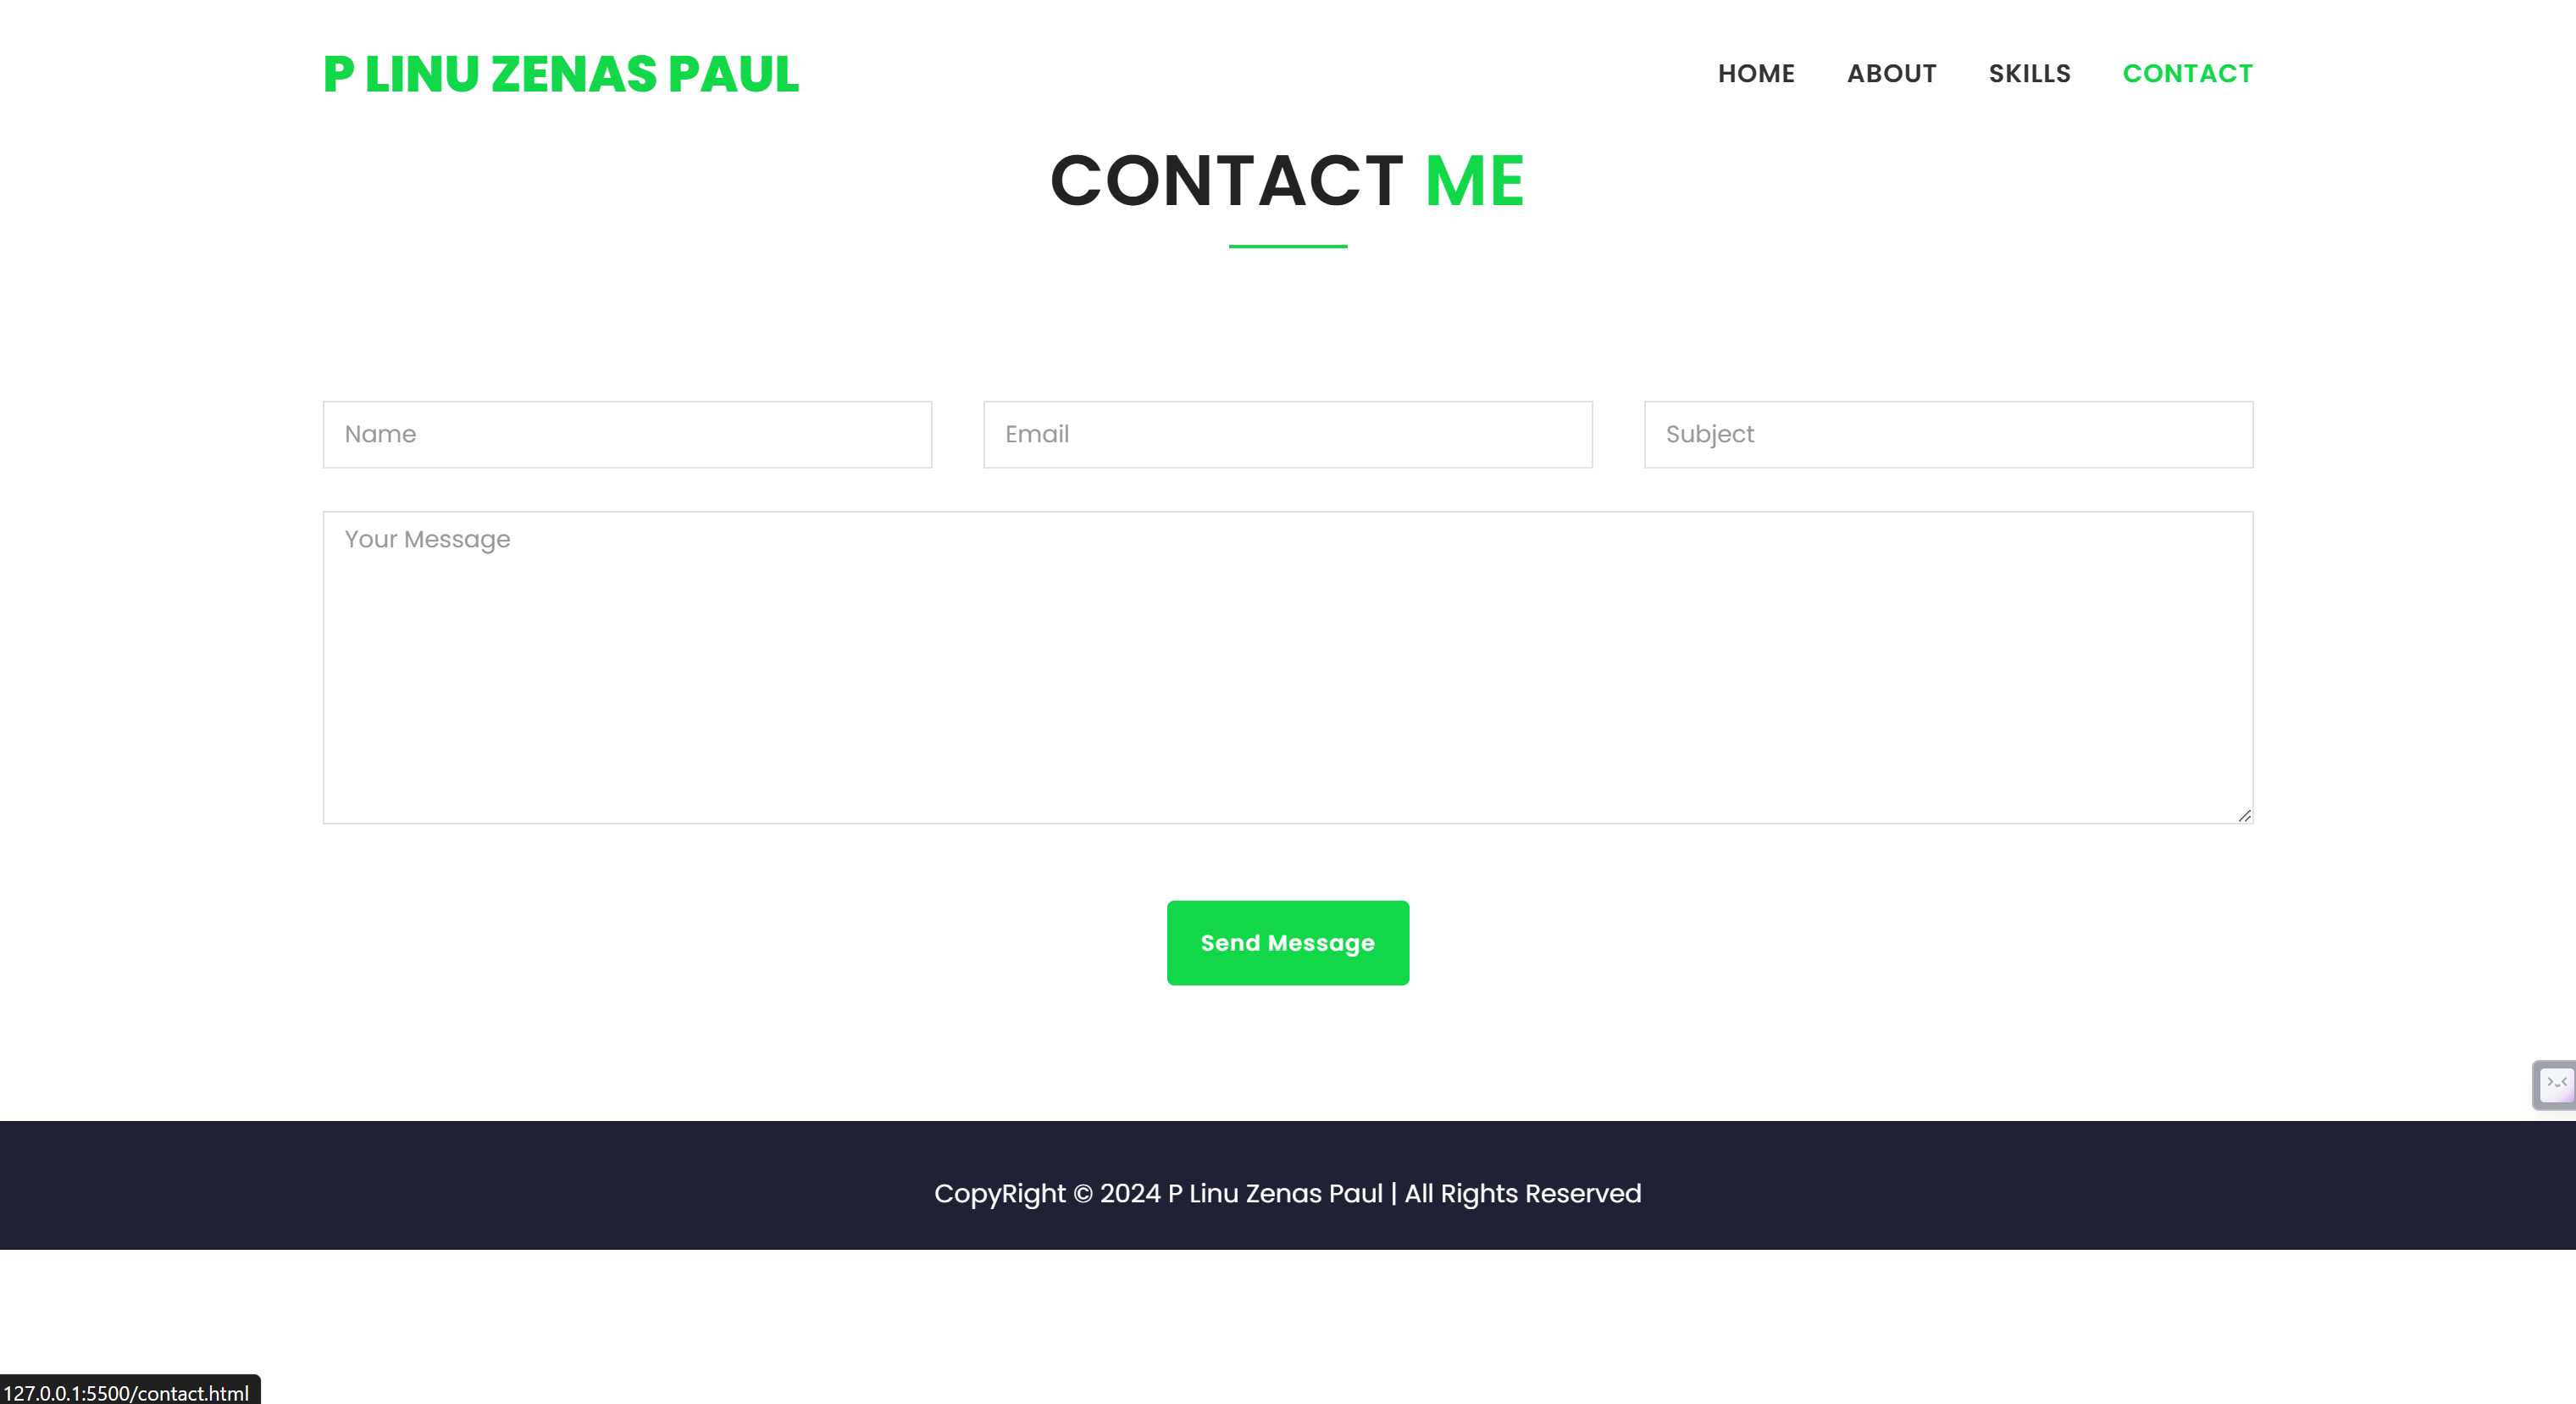 P LINU ZENAS PAUL
HOME ABOUT SKILLS CONTACT
CONTACT ME
Name Email Subject
Your Message
Send Message
CopyRight © 2024 P Linu Zenas Paul | All Rights Reserved
127.0.0.1:5500/contact.html